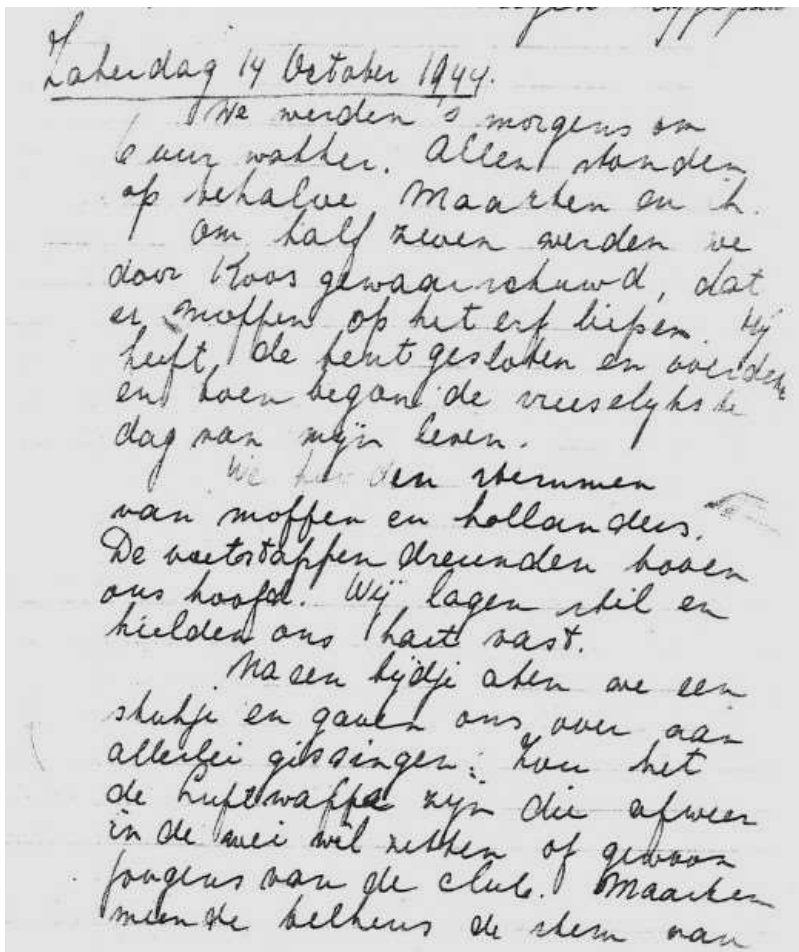 Zaterdag 14 October 1944.
We werden 's morgens om
6 uur wakker. Allen stonden
op behalve Maarten en ik.
Om half zeven werden we
door Koos gewaarschuwd, dat
er moffen op het erf liepen. Hij
heeft de tent gesloten en
en toen begon de vreeselijkste
dag van mijn leven.
We hoorden stemmen
van moffen en hollanders.
De voetstappen dreunden boven
ons hoofd. Wij lagen stil en
hielden ons hart vast.
Na een tijdje aten we een
stukje en gaven ons over aan
allerlei gissingen: Zou het
de Luftwaffe zijn die afweer
in de wei wil zetten of gewoon
jongens van de club. Maarten
meende telkens de stem van